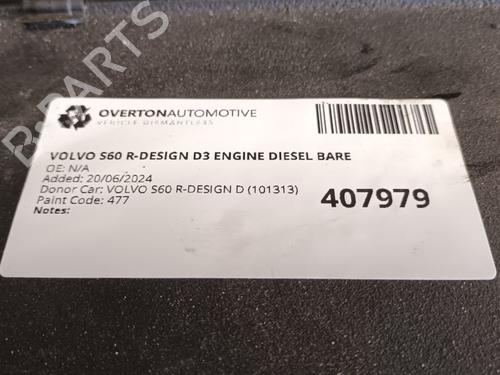 B-PARTS
OVERTONAUTOMOTIVE
VEHICLE DISMANTLERS
VOLVO S60 R-DESIGN D3 ENGINE DIESEL BARE
OE: N/A
Added: 20/06/2024
Donor Car: VOLVO S60 R-DESIGN D (101313)
Paint Code: 477
Notes:
407979